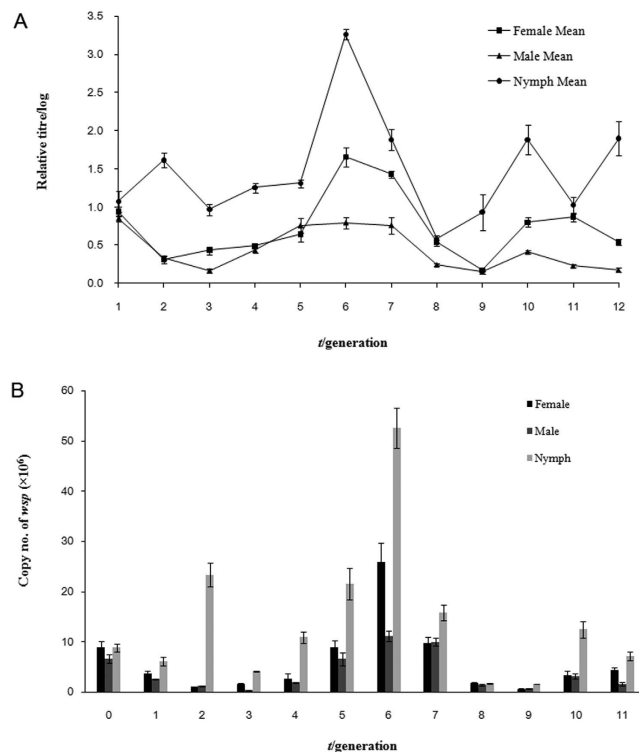 A
Female Mean
Male Mean
Nymph Mean
Relative titre/log
3.5
3.0
2.5
2.0
1.5
1.0
0.5
0.0
1 2 3 4 5 6 7 8 9 10 11 12
t/generation
B
Female
Male
Nymph
Copy no. of wsp (×10⁶)
60
50
40
30
20
10
0
0 1 2 3 4 5 6 7 8 9 10 11
t/generation